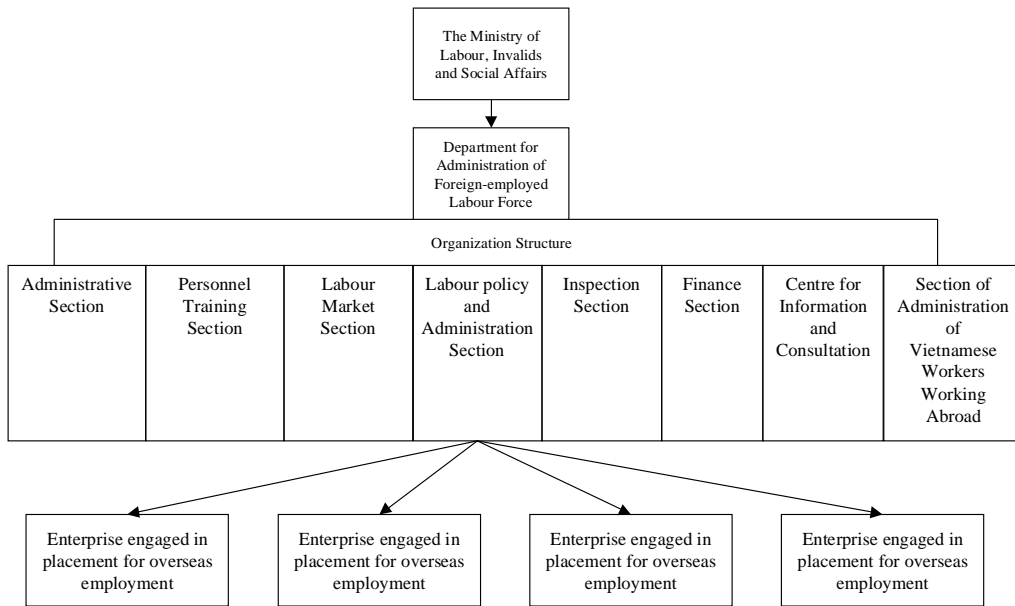 The Ministry of
Labour, Invalids
and Social Affairs
Department for
Administration of
Foreign-employed
Labour Force
Organization Structure
Administrative
Section
Personnel
Training
Section
Labour
Market
Section
Labour policy
and
Administration
Section
Inspection
Section
Finance
Section
Centre for
Information
and
Consultation
Section of
Administration
of
Vietnamese
Workers
Working
Abroad
Enterprise engaged in
placement for overseas
employment
Enterprise engaged in
placement for overseas
employment
Enterprise engaged in
placement for overseas
employment
Enterprise engaged in
placement for overseas
employment